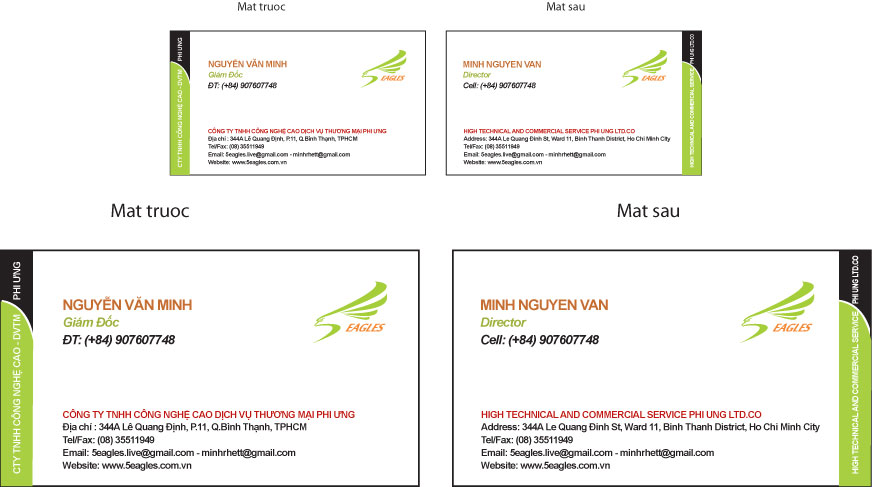 Mat truoc
Mat sau
CTY TNHH CÔNG NGHỆ CAO - DVTM PHI ƯNG
NGUYỄN VĂN MINH
Giám Đốc
ĐT: (+84) 907607748
5 EAGLES
CÔNG TY TNHH CÔNG NGHỆ CAO DỊCH VỤ THƯƠNG MẠI PHI ƯNG
Địa chỉ : 344A Lê Quang Định, P.11, Q.Bình Thạnh, TPHCM
Tel/Fax: (08) 35511949
Email: 5eagles.live@gmail.com - minhrhett@gmail.com
Website: www.5eagles.com.vn
MINH NGUYEN VAN
Director
Cell: (+84) 907607748
5 EAGLES
HIGH TECHNICAL AND COMMERCIAL SERVICE PHI UNG LTD.CO
Address: 344A Le Quang Đinh St, Ward 11, Binh Thanh District, Ho Chi Minh City
Tel/Fax: (08) 35511949
Email: 5eagles.live@gmail.com - minhrhett@gmail.com
Website: www.5eagles.com.vn
HIGH TECHNICAL AND COMMERCIAL SERVICE PHI UNG LTD.CO
Mat truoc
Mat sau
CTY TNHH CÔNG NGHỆ CAO - DVTM PHI ƯNG
NGUYỄN VĂN MINH
Giám Đốc
ĐT: (+84) 907607748
5 EAGLES
CÔNG TY TNHH CÔNG NGHỆ CAO DỊCH VỤ THƯƠNG MẠI PHI ƯNG
Địa chỉ : 344A Lê Quang Định, P.11, Q.Bình Thạnh, TPHCM
Tel/Fax: (08) 35511949
Email: 5eagles.live@gmail.com - minhrhett@gmail.com
Website: www.5eagles.com.vn
MINH NGUYEN VAN
Director
Cell: (+84) 907607748
5 EAGLES
HIGH TECHNICAL AND COMMERCIAL SERVICE PHI UNG LTD.CO
Address: 344A Le Quang Đinh St, Ward 11, Binh Thanh District, Ho Chi Minh City
Tel/Fax: (08) 35511949
Email: 5eagles.live@gmail.com - minhrhett@gmail.com
Website: www.5eagles.com.vn
HIGH TECHNICAL AND COMMERCIAL SERVICE PHI UNG LTD.CO